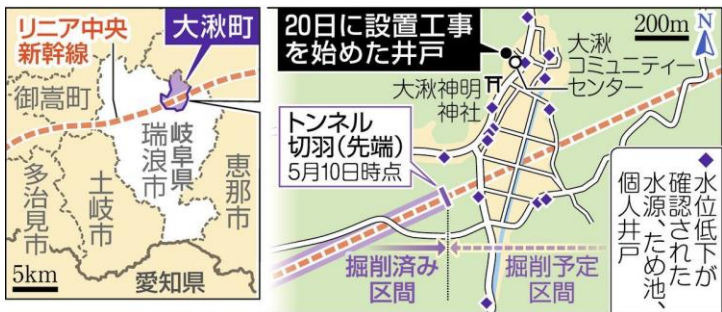 リニア中央
新幹線
大湫町
御嵩町
岐阜県
瑞浪市
恵那市
土岐市
多治見市
愛知県
5km
20日に設置工事
を始めた井戸
200m
N
大湫
コミュニティー
センター
大湫神明
神社
トンネル
切羽(先端)
5月10日時点
掘削済み
区間
掘削予定
区間
◆水位低下が
確認された
水源、ため池、
個人井戸